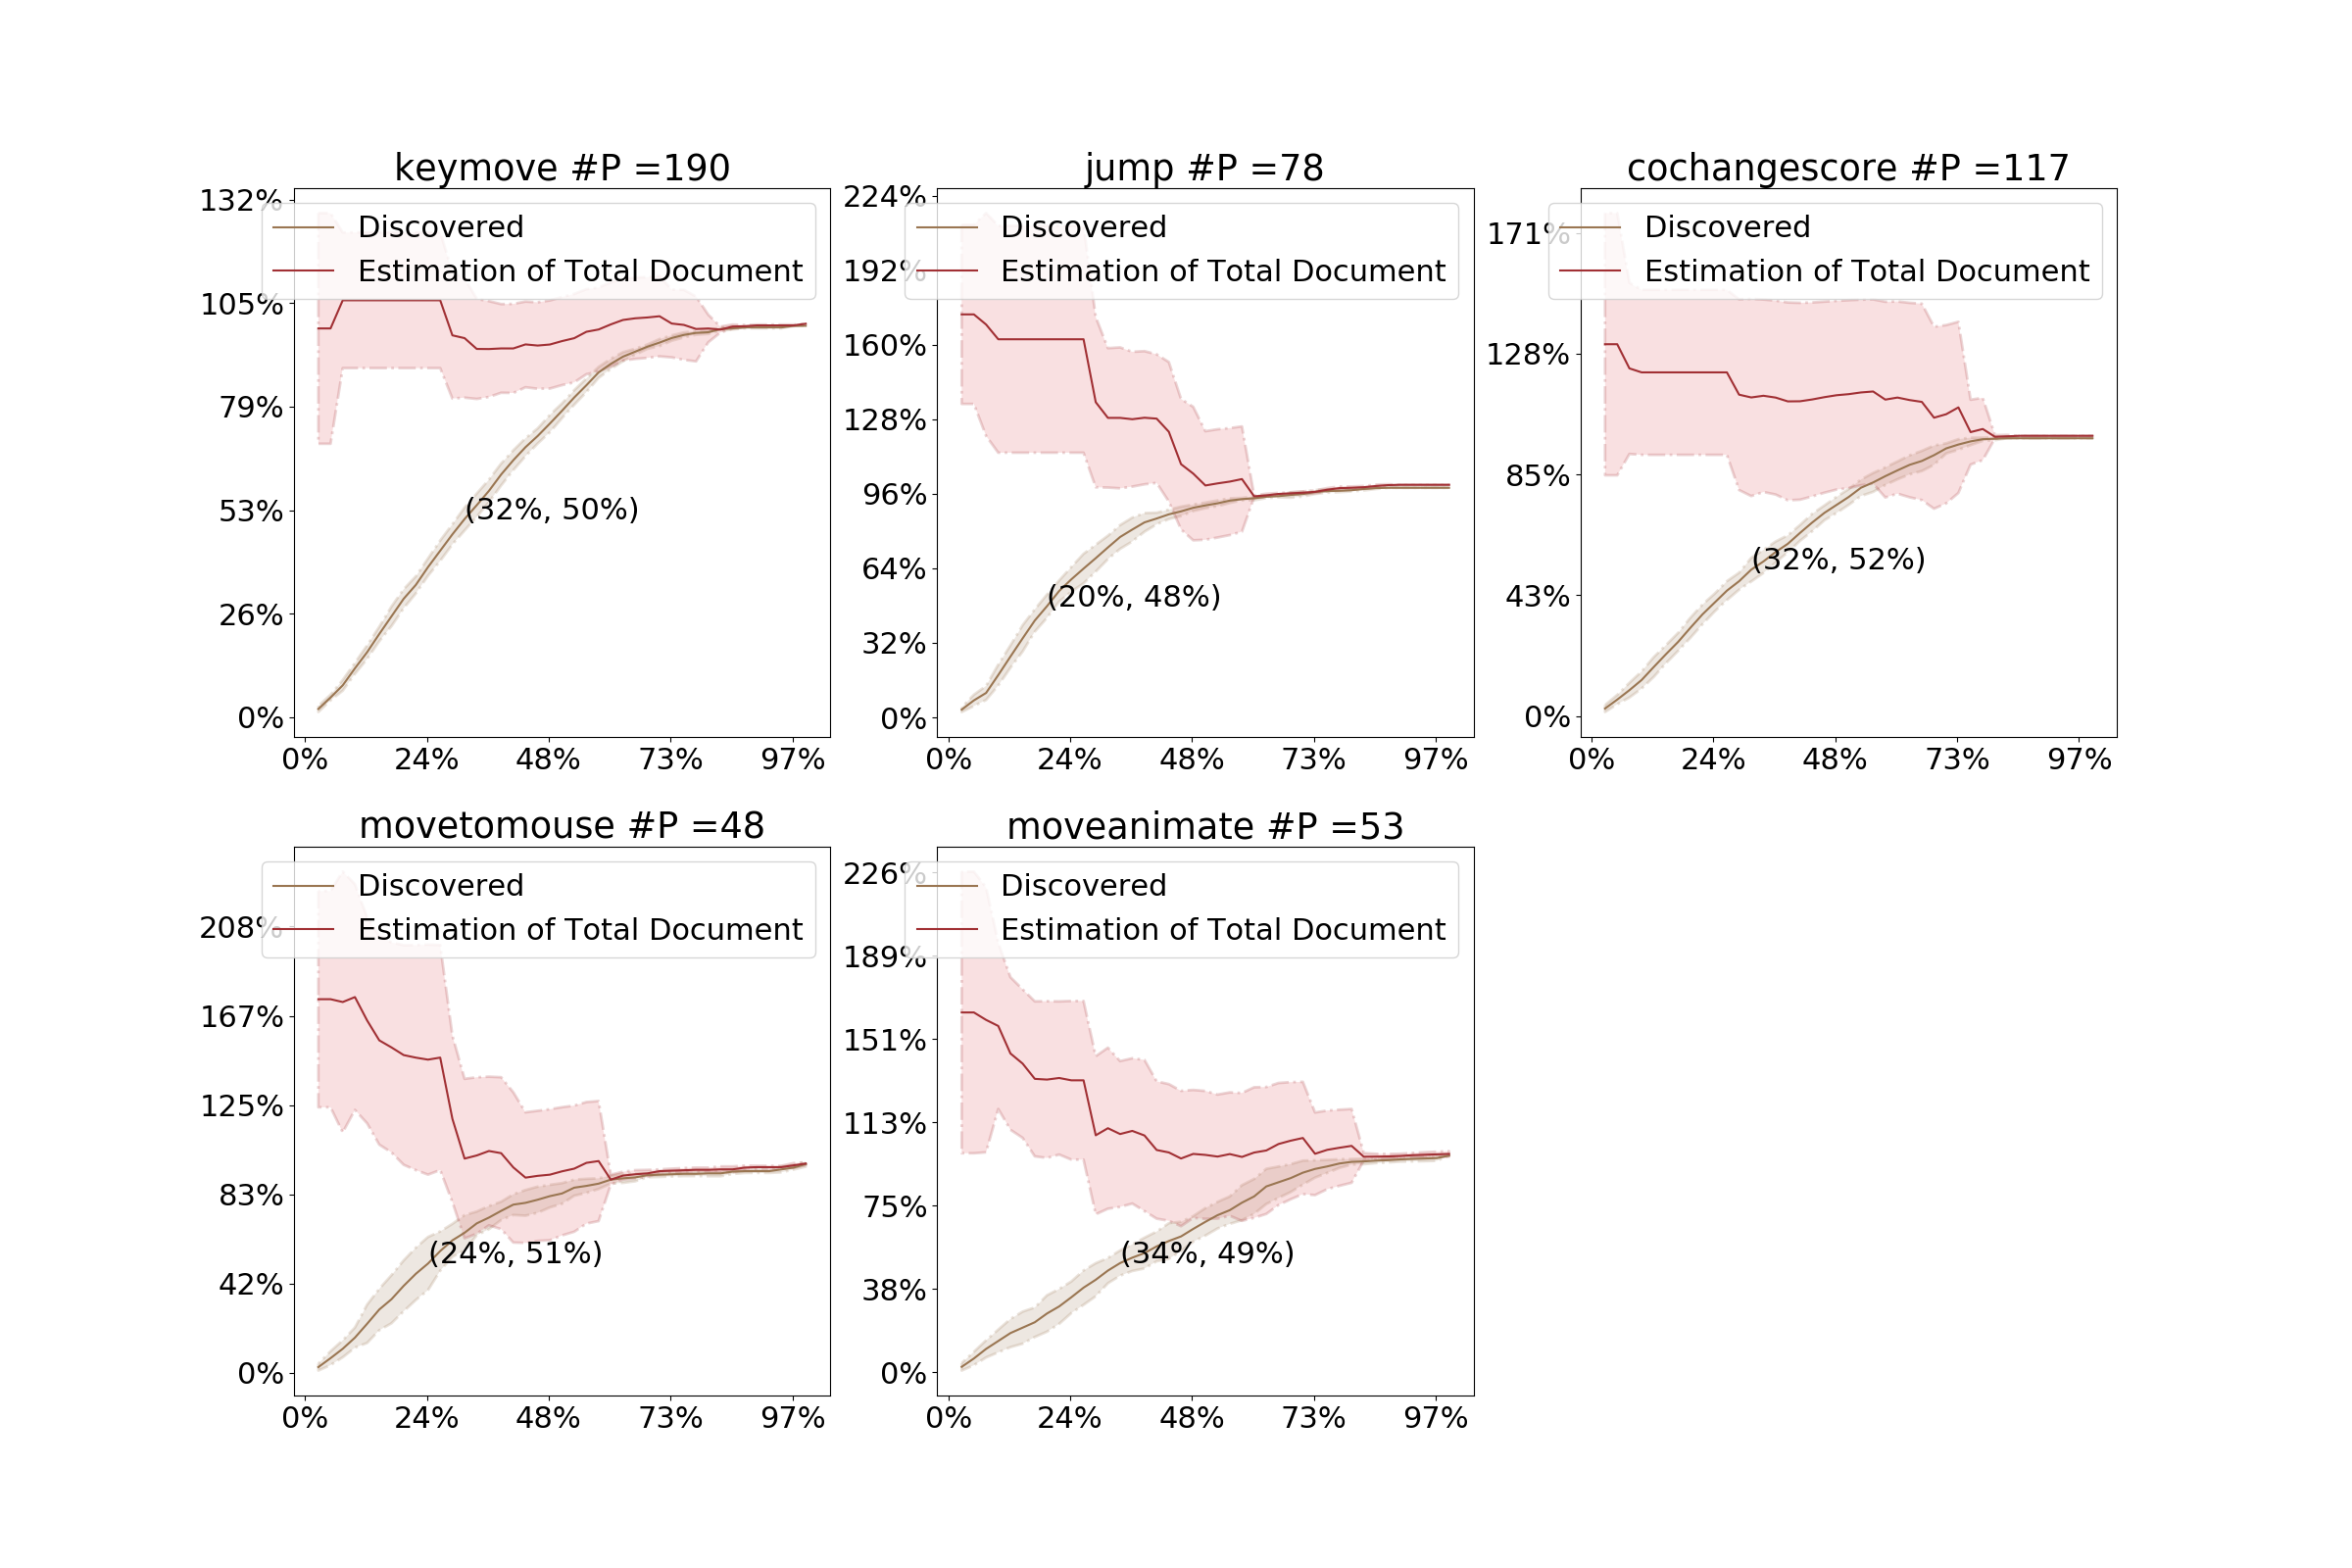 keymove #P =190
132%
105%
79%
53%
26%
0%
Discovered
Estimation of Total Document
(32%, 50%)
0% 24% 48% 73% 97%
jump #P =78
224%
192%
160%
128%
96%
64%
32%
0%
Discovered
Estimation of Total Document
(20%, 48%)
0% 24% 48% 73% 97%
cochangescore #P =117
171%
128%
85%
43%
0%
Discovered
Estimation of Total Document
(32%, 52%)
0% 24% 48% 73% 97%
movetomouse #P =48
208%
167%
125%
83%
42%
0%
Discovered
Estimation of Total Document
(24%, 51%)
0% 24% 48% 73% 97%
moveanimate #P =53
226%
189%
151%
113%
75%
38%
0%
Discovered
Estimation of Total Document
(34%, 49%)
0% 24% 48% 73% 97%